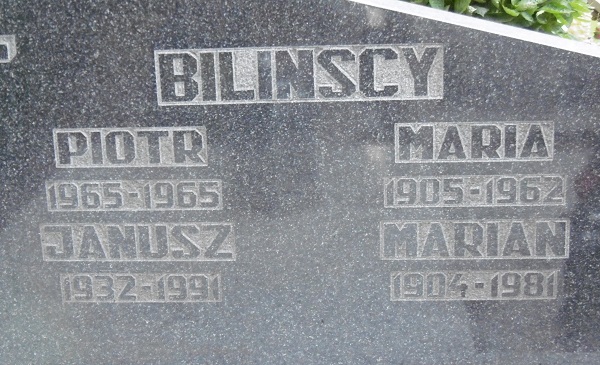 BILINSCY
PIOTR
1965-1965
JANUSZ
1932-1991
MARIA
1905-1962
MARIAN
1904-1981